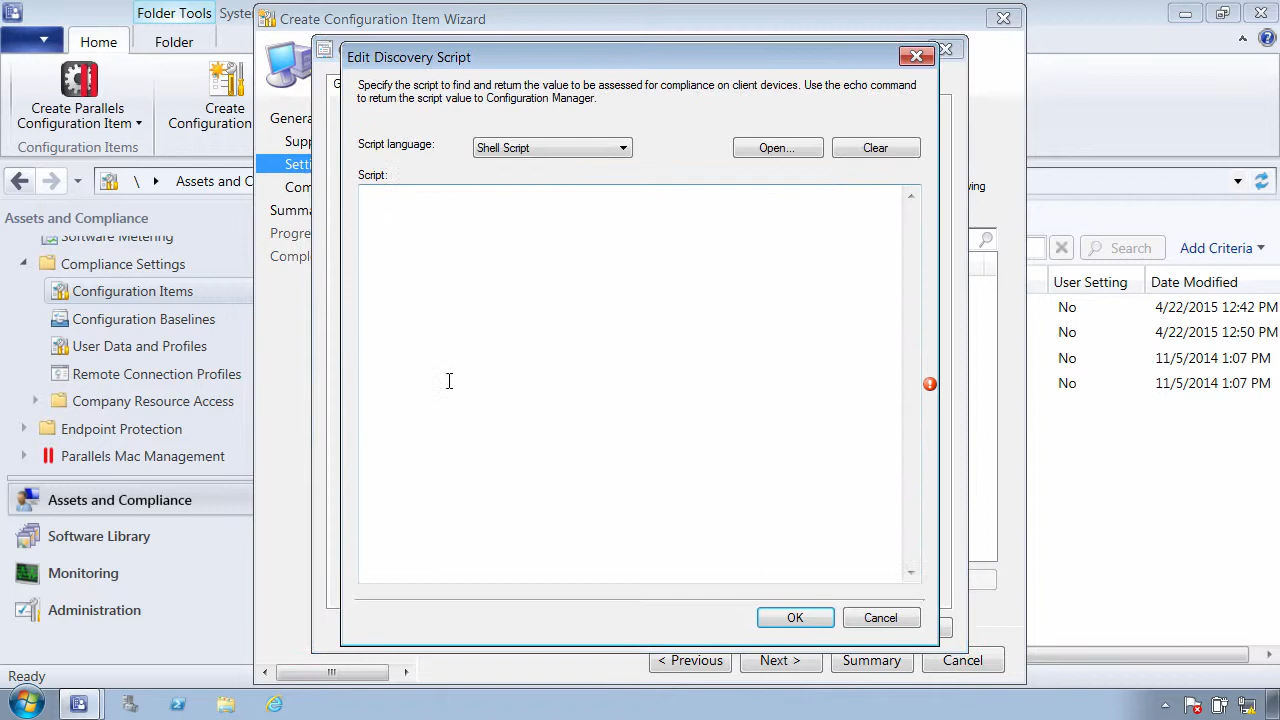 Folder Tools
Syste
Home
Folder
Create Parallels
Configuration Item
Create
Configuration
Configuration Items
\
Assets and C
Assets and Compliance
Software Metering
Compliance Settings
Configuration Items
Configuration Baselines
User Data and Profiles
Remote Connection Profiles
Company Resource Access
Endpoint Protection
Parallels Mac Management
Assets and Compliance
Software Library
Monitoring
Administration
Ready
Create Configuration Item Wizard
Genera
Supp
Setti
Com
Summa
Progre
Compl
Edit Discovery Script
Specify the script to find and return the value to be assessed for compliance on client devices. Use the echo command
to return the script value to Configuration Manager.
Script language:
Shell Script
Open...
Clear
Script:
OK
Cancel
wing
< Previous
Next >
Summary
Cancel
Search
Add Criteria
User Setting
Date Modified
No
4/22/2015 12:42 PM
No
4/22/2015 12:50 PM
No
11/5/2014 1:07 PM
No
11/5/2014 1:07 PM